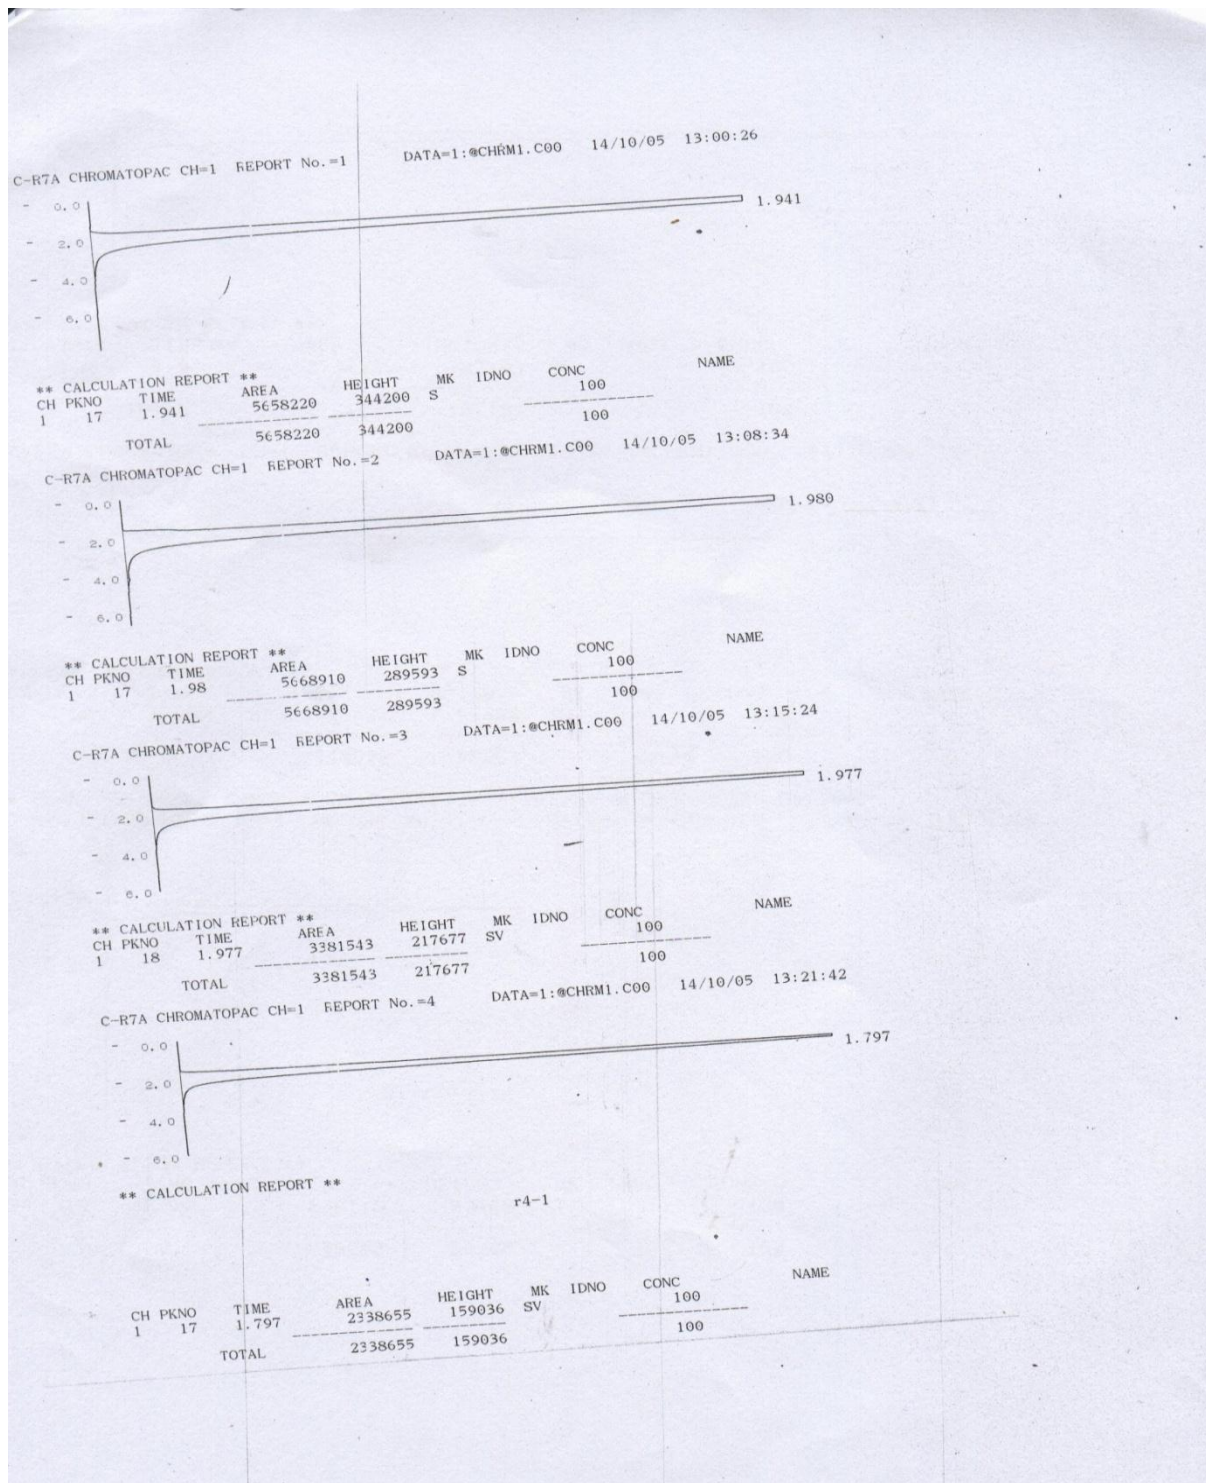 C-R7A CHROMATOPAC CH=1 REPORT No.=1 DATA=1:@CHRM1.C00 14/10/05 13:00:26
- 0.0
1.941
- 2.0
- 4.0
- 6.0
** CALCULATION REPORT **
CH PKNO TIME AREA HEIGHT MK IDNO CONC NAME
1 17 1.941 5658220 344200 S 100
TOTAL 5658220 344200 100
C-R7A CHROMATOPAC CH=1 REPORT No.=2 DATA=1:@CHRM1.C00 14/10/05 13:08:34
- 0.0
1.980
- 2.0
- 4.0
- 6.0
** CALCULATION REPORT **
CH PKNO TIME AREA HEIGHT MK IDNO CONC NAME
1 17 1.98 5668910 289593 S 100
TOTAL 5668910 289593 100
C-R7A CHROMATOPAC CH=1 REPORT No.=3 DATA=1:@CHRM1.C00 14/10/05 13:15:24
- 0.0
1.977
- 2.0
- 4.0
- 6.0
** CALCULATION REPORT **
CH PKNO TIME AREA HEIGHT MK IDNO CONC NAME
1 18 1.977 3381543 217677 SV 100
TOTAL 3381543 217677 100
C-R7A CHROMATOPAC CH=1 REPORT No.=4 DATA=1:@CHRM1.C00 14/10/05 13:21:42
- 0.0
1.797
- 2.0
- 4.0
- 6.0
** CALCULATION REPORT **
r4-1
CH PKNO TIME AREA HEIGHT MK IDNO CONC NAME
1 17 1.797 2338655 159036 SV 100
TOTAL 2338655 159036 100